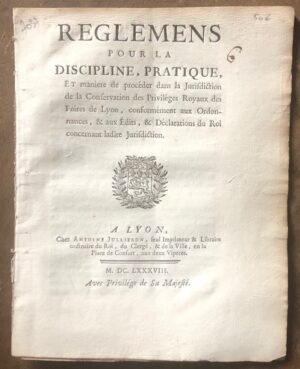 REGLEMENS
POUR LA
DISCIPLINE, PRATIQUE,
ET maniere de procéder dans la Jurisdiction
de la Conservation des Privilèges Royaux des
Foires de Lyon, conformément aux Ordon-
nances, & aux Édits, & Déclarations du Roi
concernant ladite Jurisdiction.
A LYON,
Chez ANTOINE JULLIERON, seul Imprimeur & Libraire
ordinaire du Roi, du Clergé, & de la Ville, en la
Place de Confort, aux deux Viperes.
M. DC. LXXXVIII.
Avec Privilége de Sa Majesté.